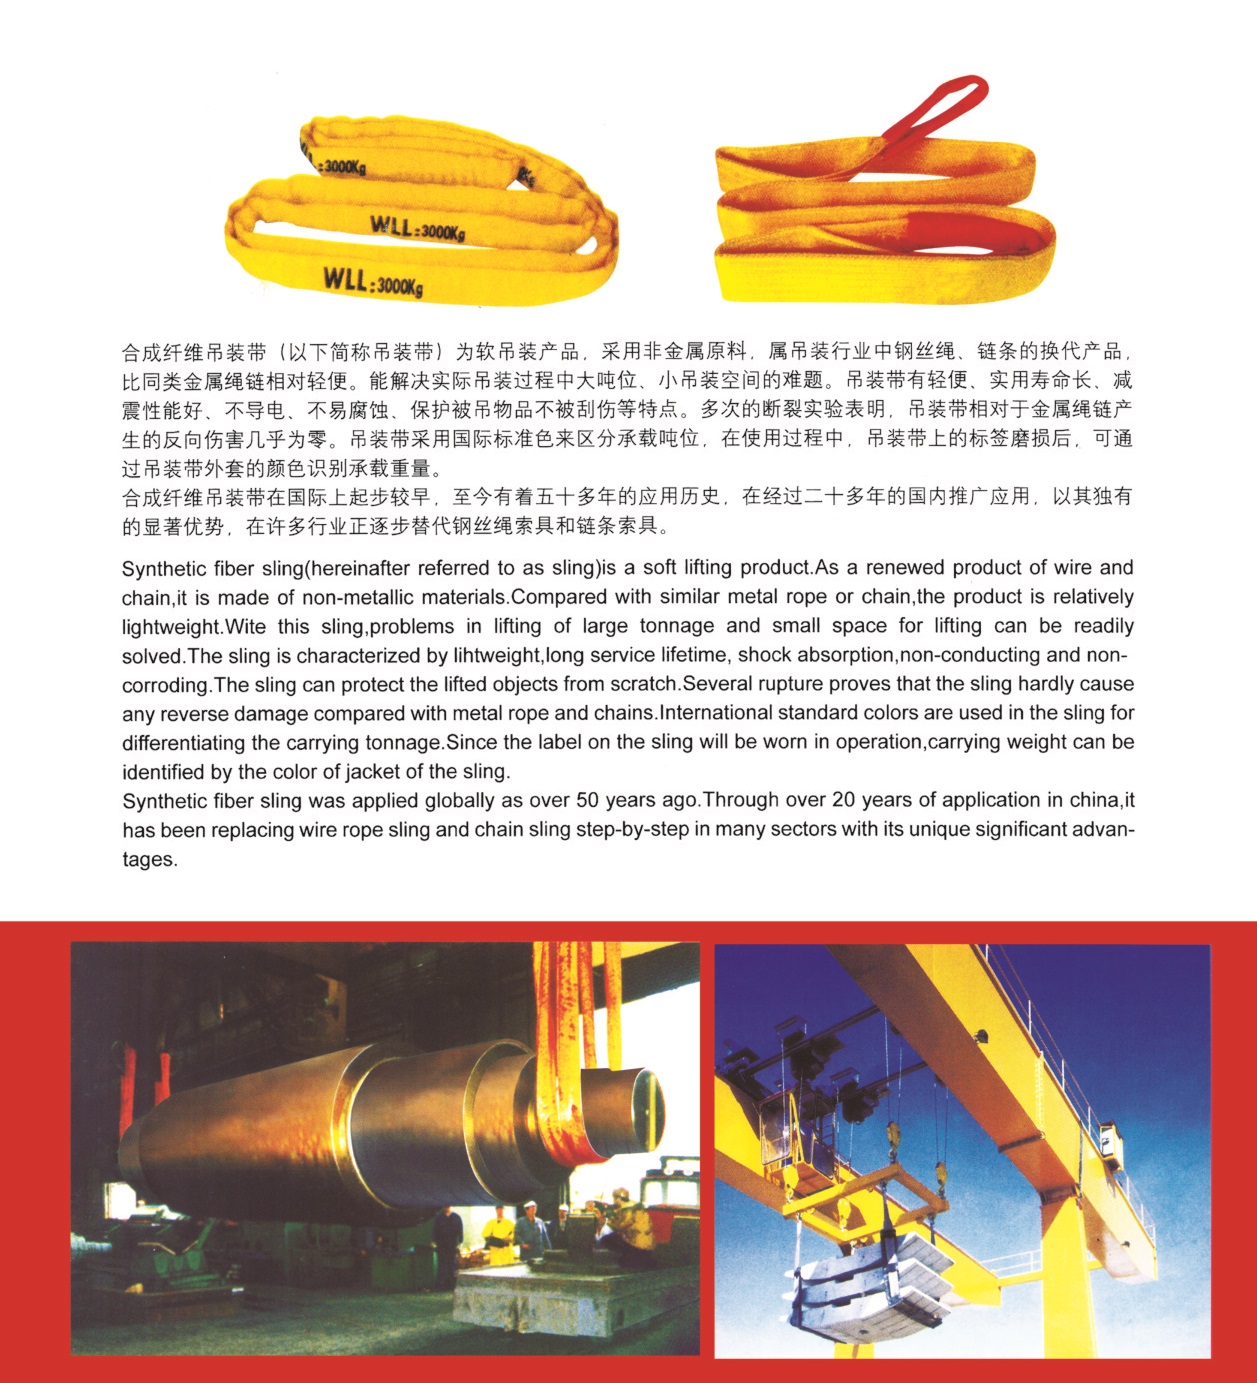 LL:3000Kg
Kg
WLL:3000Kg
WLL:3000Kg
合成纤维吊装带（以下简称吊装带）为软吊装产品，采用非金属原料，属吊装行业中钢丝绳、链条的换代产品，
比同类金属绳链相对轻便。能解决实际吊装过程中大吨位、小吊装空间的难题。吊装带有轻便、实用寿命长、减
震性能好、不导电、不易腐蚀、保护被吊物品不被刮伤等特点。多次的断裂实验表明，吊装带相对于金属绳链产
生的反向伤害几乎为零。吊装带采用国际标准色来区分承载吨位，在使用过程中，吊装带上的标签磨损后，可通
过吊装带外套的颜色识别承载重量。
合成纤维吊装带在国际上起步较早，至今有着五十多年的应用历史，在经过二十多年的国内推广应用，以其独有
的显著优势，在许多行业正逐步替代钢丝绳索具和链条索具。
Synthetic fiber sling(hereinafter referred to as sling)is a soft lifting product.As a renewed product of wire and
chain,it is made of non-metallic materials.Compared with similar metal rope or chain,the product is relatively
lightweight.Wite this sling,problems in lifting of large tonnage and small space for lifting can be readily
solved.The sling is characterized by lihtweight,long service lifetime, shock absorption,non-conducting and non-
corroding.The sling can protect the lifted objects from scratch.Several rupture proves that the sling hardly cause
any reverse damage compared with metal rope and chains.International standard colors are used in the sling for
differentiating the carrying tonnage.Since the label on the sling will be worn in operation,carrying weight can be
identified by the color of jacket of the sling.
Synthetic fiber sling was applied globally as over 50 years ago.Through over 20 years of application in china,it
has been replacing wire rope sling and chain sling step-by-step in many sectors with its unique significant advan-
tages.